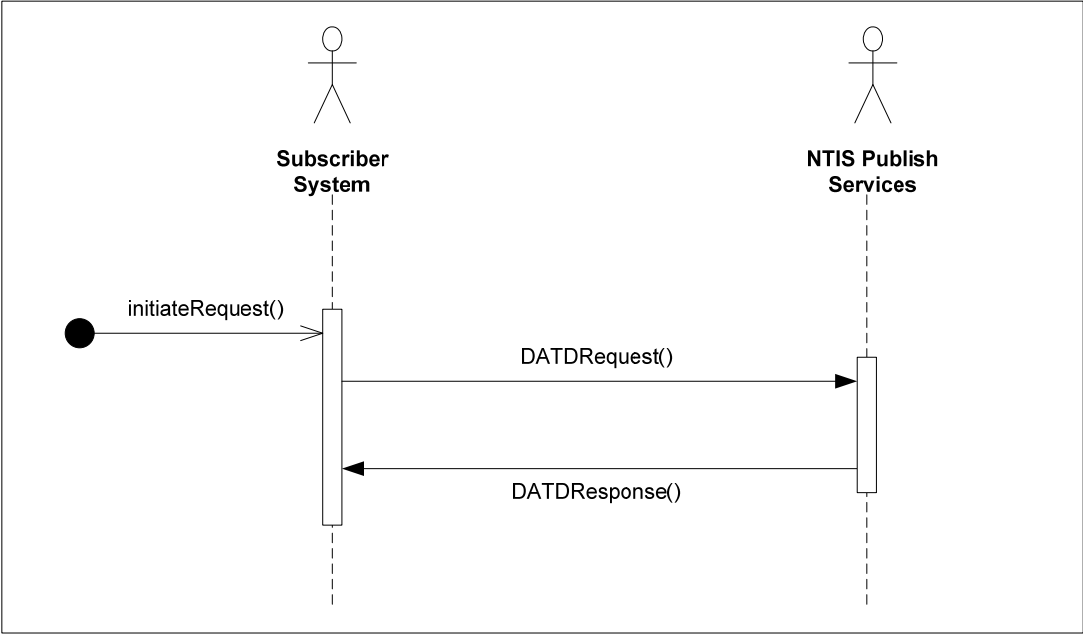 Subscriber
System
NTIS Publish
Services
initiateRequest()
DATDRequest()
DATDResponse()